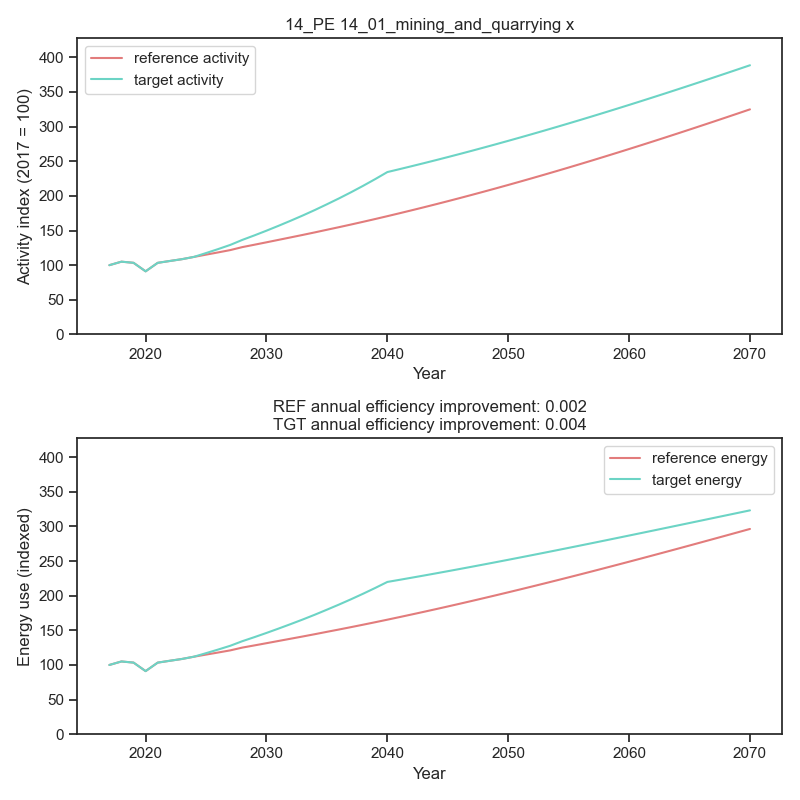 14_PE 14_01_mining_and_quarrying x
reference activity
target activity
Activity index (2017 = 100)
400
350
300
250
200
150
100
50
0
2020 2030 2040 2050 2060 2070
Year
REF annual efficiency improvement: 0.002
TGT annual efficiency improvement: 0.004
reference energy
target energy
Energy use (indexed)
400
350
300
250
200
150
100
50
0
2020 2030 2040 2050 2060 2070
Year